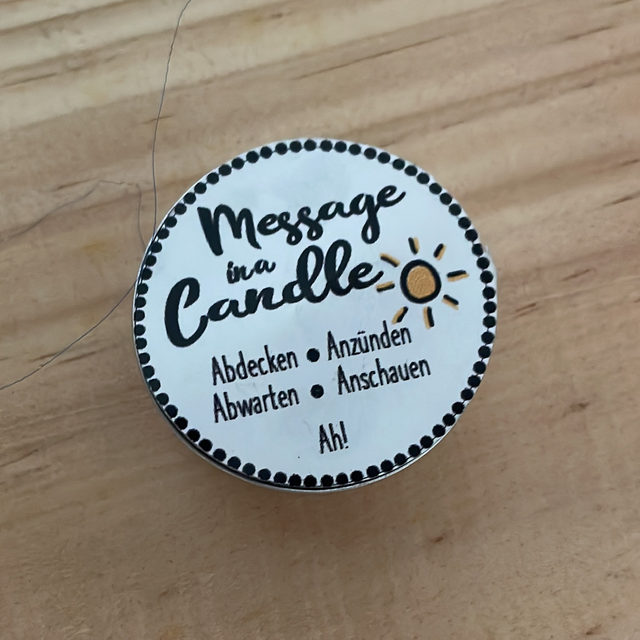 Message
in a
Candle
Abdecken • Anzünden
Abwarten • Anschauen
Ah!